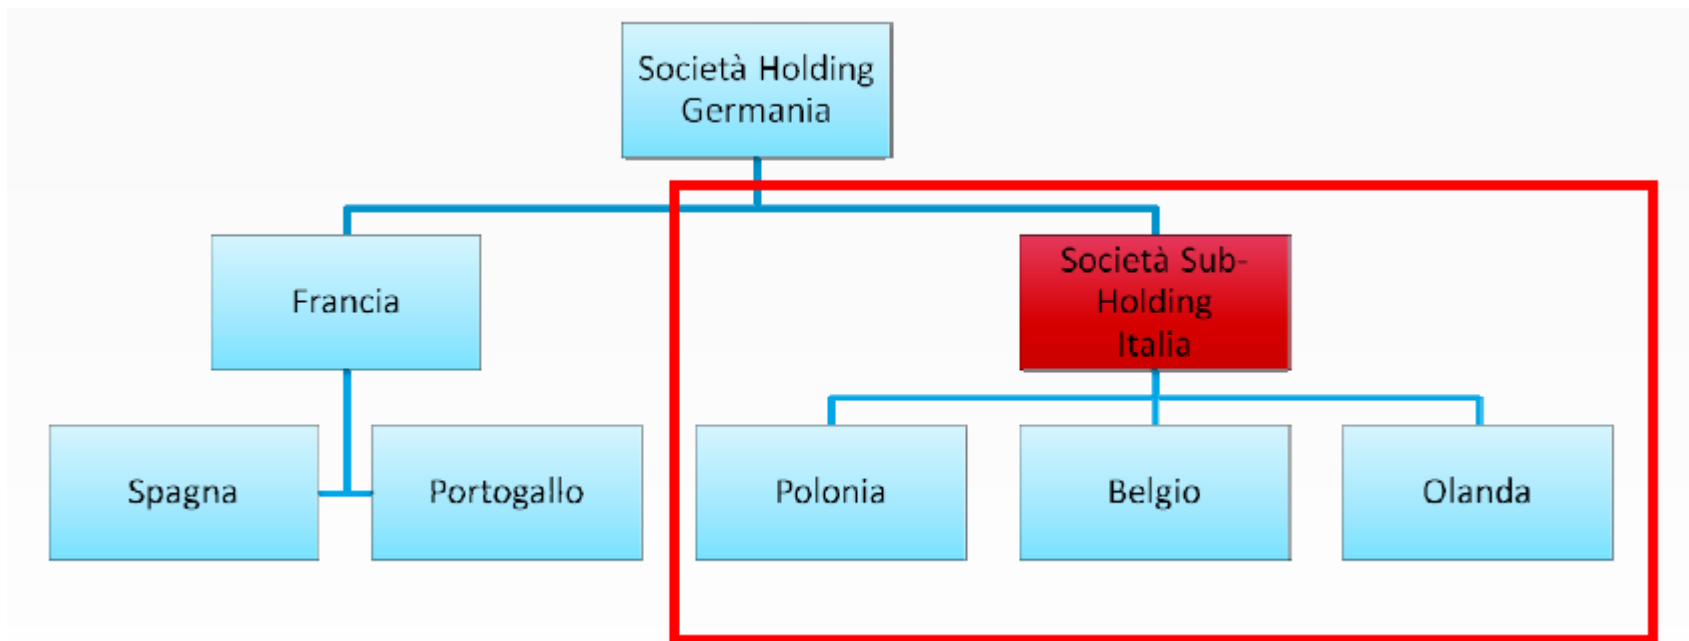 Società Holding
Germania
Francia
Società Sub-
Holding
Italia
Spagna
Portogallo
Polonia
Belgio
Olanda